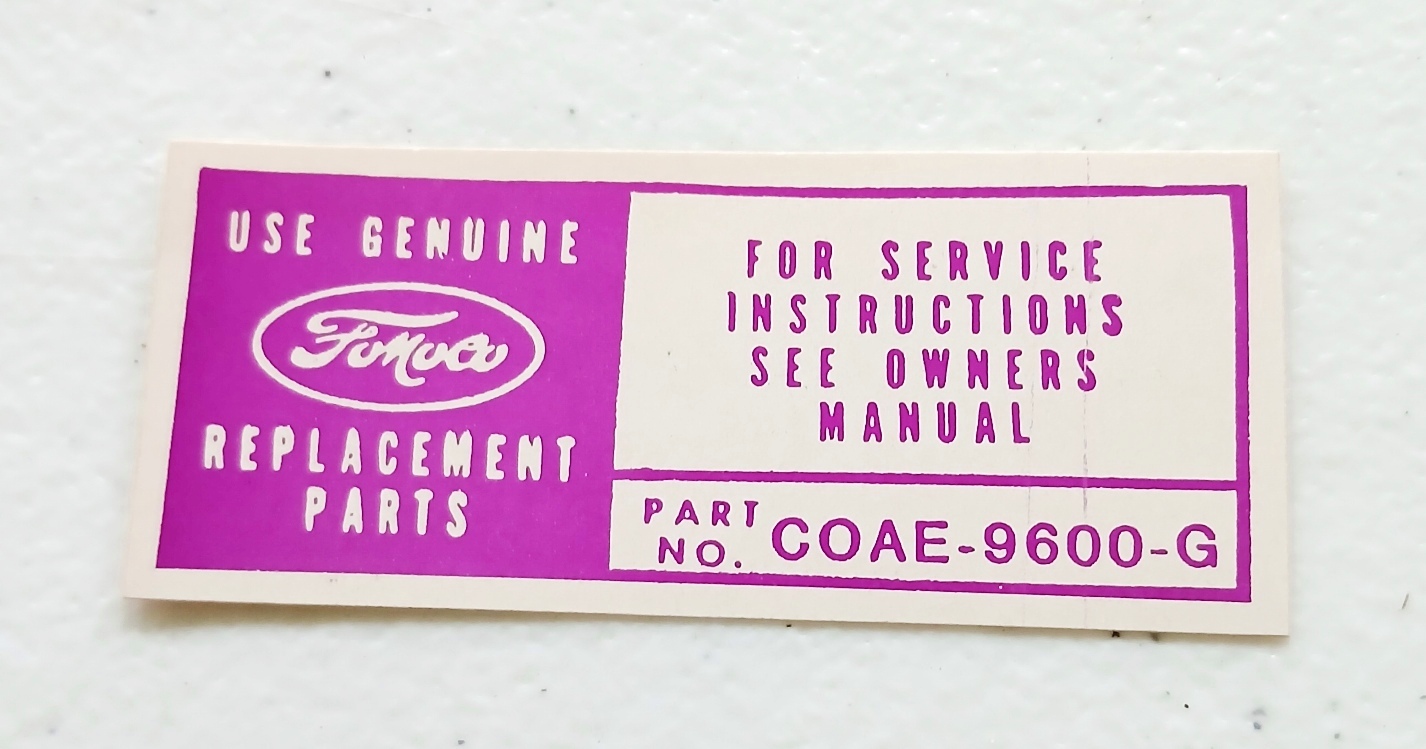 USE GENUINE
FoMoCo
REPLACEMENT
PARTS
FOR SERVICE
INSTRUCTIONS
SEE OWNERS
MANUAL
PART
NO. COAE-9600-G